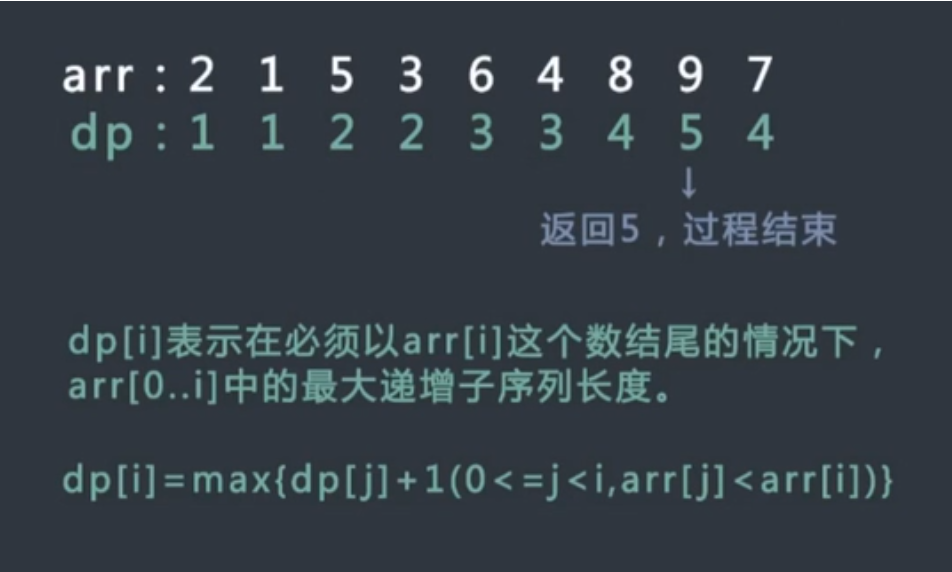 arr : 2 1 5 3 6 4 8 9 7
dp : 1 1 2 2 3 3 4 5 4
↓
返回5，过程结束
dp[i]表示在必须以arr[i]这个数结尾的情况下，
arr[0..i]中的最大递增子序列长度。
dp[i]=max{dp[j]+1(0<=j<i,arr[j]<arr[i])}